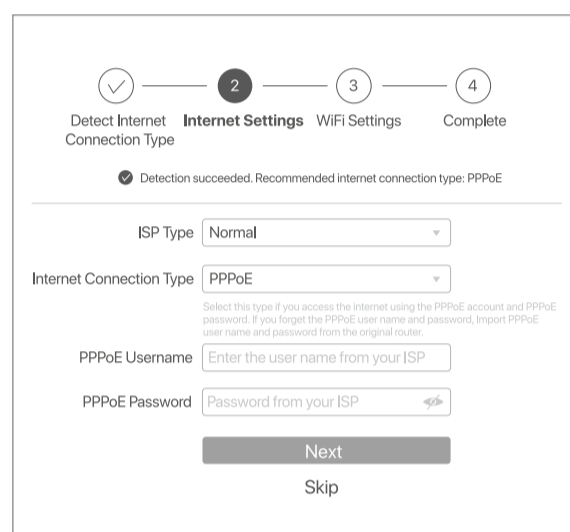 2
3
4
Detect Internet
Connection Type
Internet Settings
WiFi Settings
Complete
Detection succeeded. Recommended internet connection type: PPPoE
ISP Type
Normal
Internet Connection Type
PPPoE
Select this type if you access the internet using the PPPoE account and PPPoE
password. If you forget the PPPoE user name and password, Import PPPoE
user name and password from the original router.
PPPoE Username
Enter the user name from your ISP
PPPoE Password
Password from your ISP
Next
Skip